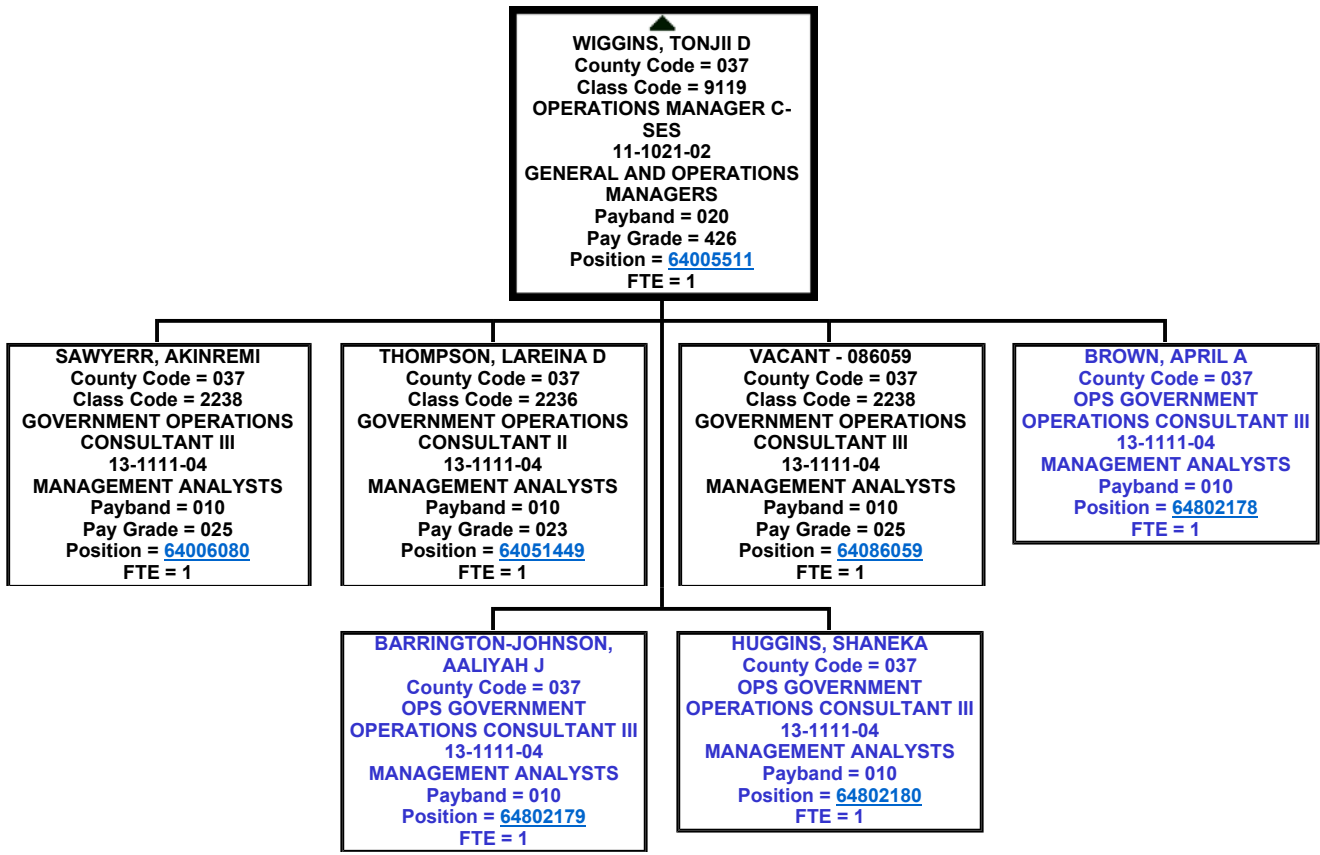 WIGGINS, TONJII D
County Code = 037
Class Code = 9119
OPERATIONS MANAGER C-
SES
11-1021-02
GENERAL AND OPERATIONS
MANAGERS
Payband = 020
Pay Grade = 426
Position = 64005511
FTE = 1
SAWYERR, AKINREMI
County Code = 037
Class Code = 2238
GOVERNMENT OPERATIONS
CONSULTANT III
13-1111-04
MANAGEMENT ANALYSTS
Payband = 010
Pay Grade = 025
Position = 64006080
FTE = 1
THOMPSON, LAREINA D
County Code = 037
Class Code = 2236
GOVERNMENT OPERATIONS
CONSULTANT II
13-1111-04
MANAGEMENT ANALYSTS
Payband = 010
Pay Grade = 023
Position = 64051449
FTE = 1
VACANT - 086059
County Code = 037
Class Code = 2238
GOVERNMENT OPERATIONS
CONSULTANT III
13-1111-04
MANAGEMENT ANALYSTS
Payband = 010
Pay Grade = 025
Position = 64086059
FTE = 1
BROWN, APRIL A
County Code = 037
OPS GOVERNMENT
OPERATIONS CONSULTANT III
13-1111-04
MANAGEMENT ANALYSTS
Payband = 010
Position = 64802178
FTE = 1
BARRINGTON-JOHNSON,
AALIYAH J
County Code = 037
OPS GOVERNMENT
OPERATIONS CONSULTANT III
13-1111-04
MANAGEMENT ANALYSTS
Payband = 010
Position = 64802179
FTE = 1
HUGGINS, SHANEKA
County Code = 037
OPS GOVERNMENT
OPERATIONS CONSULTANT III
13-1111-04
MANAGEMENT ANALYSTS
Payband = 010
Position = 64802180
FTE = 1